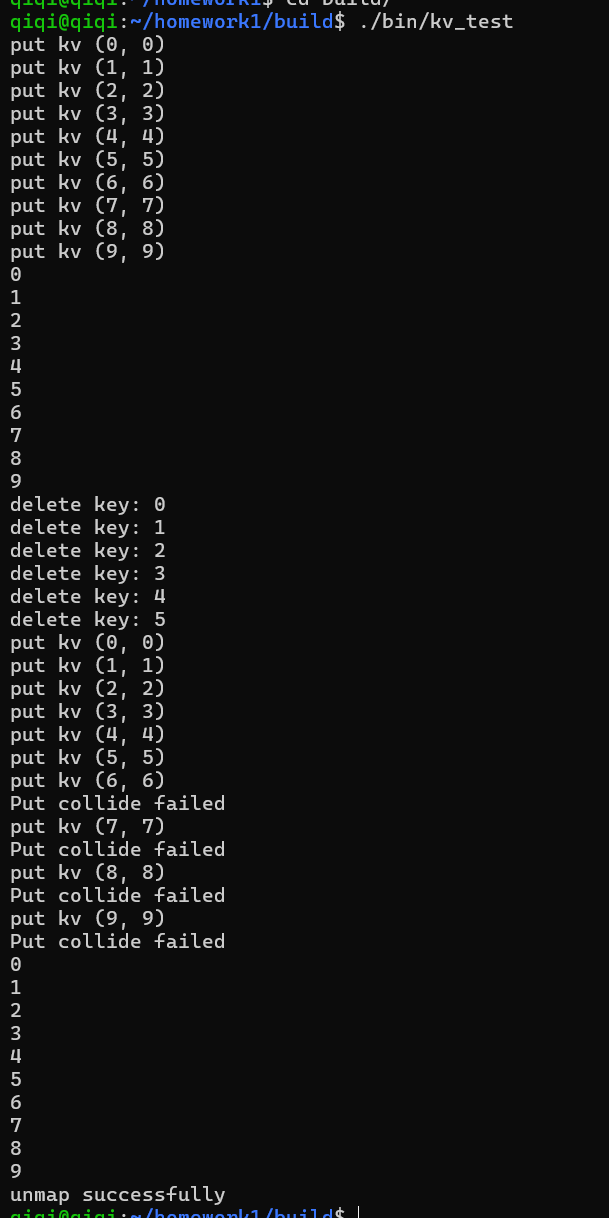 qiqi@qiqi:~/homework1$ cd build/
qiqi@qiqi:~/homework1/build$ ./bin/kv_test
put kv (0, 0)
put kv (1, 1)
put kv (2, 2)
put kv (3, 3)
put kv (4, 4)
put kv (5, 5)
put kv (6, 6)
put kv (7, 7)
put kv (8, 8)
put kv (9, 9)
0
1
2
3
4
5
6
7
8
9
delete key: 0
delete key: 1
delete key: 2
delete key: 3
delete key: 4
delete key: 5
put kv (0, 0)
put kv (1, 1)
put kv (2, 2)
put kv (3, 3)
put kv (4, 4)
put kv (5, 5)
put kv (6, 6)
Put collide failed
put kv (7, 7)
Put collide failed
put kv (8, 8)
Put collide failed
put kv (9, 9)
Put collide failed
0
1
2
3
4
5
6
7
8
9
unmap successfully
qiqi@qiqi:~/homework1/build$